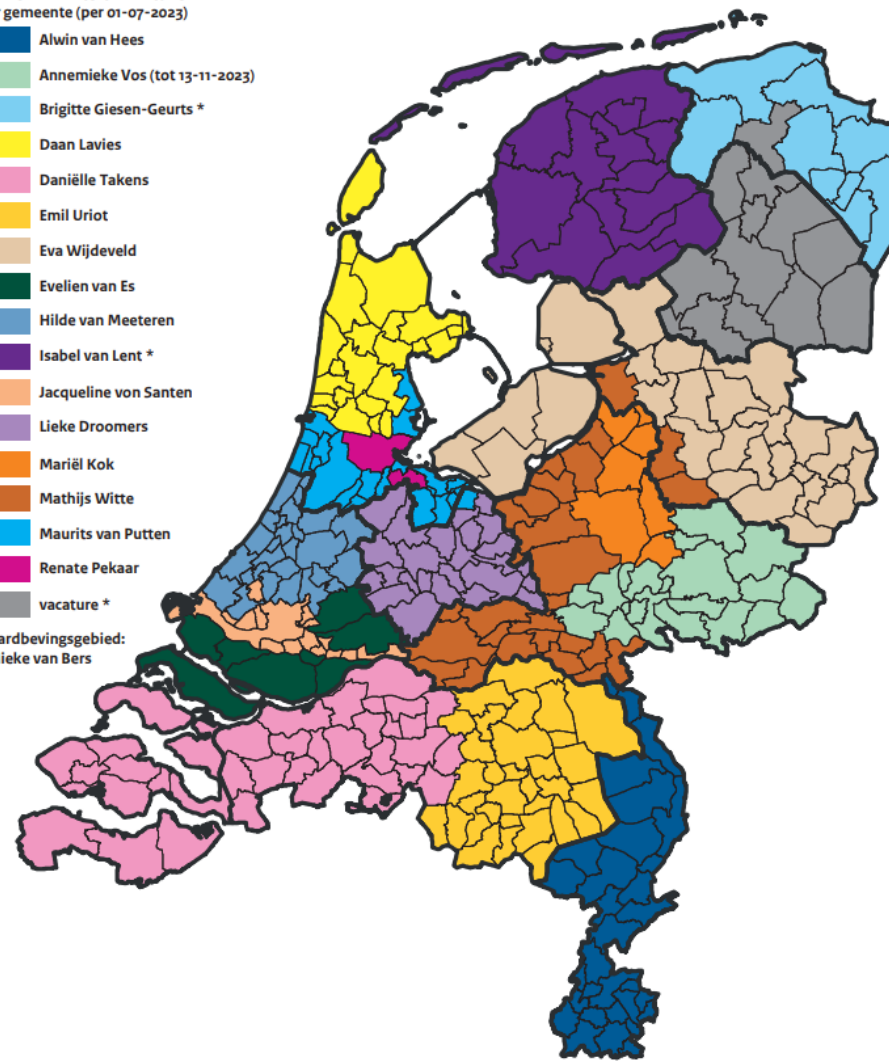 gemeente (per 01-07-2023)
Alwin van Hees
Annemieke Vos (tot 13-11-2023)
Brigitte Giesen-Geurts *
Daan Lavies
Daniëlle Takens
Emil Uriot
Eva Wijdeveld
Evelien van Es
Hilde van Meeteren
Isabel van Lent *
Jacqueline von Santen
Lieke Droomers
Mariël Kok
Mathijs Witte
Maurits van Putten
Renate Pekaar
vacature *
ardbevingsgebied:
ieke van Bers